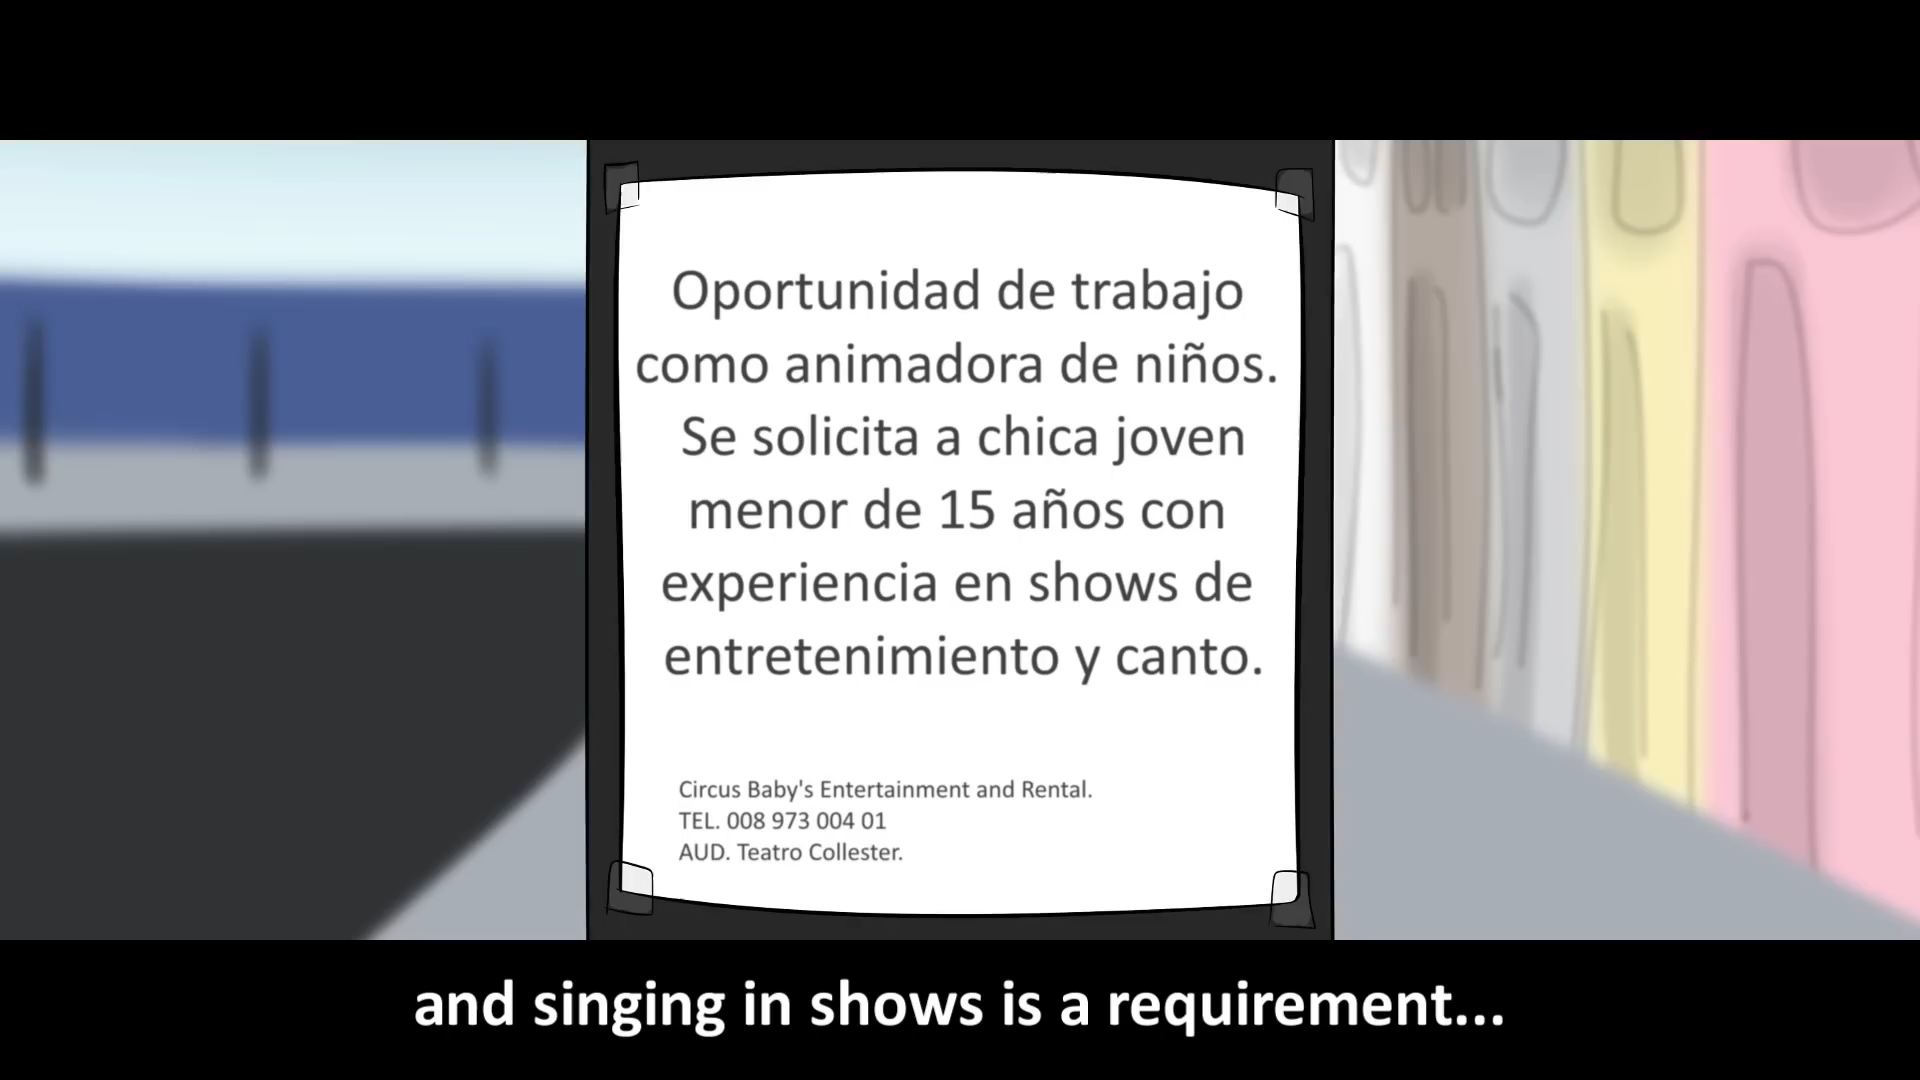 Oportunidad de trabajo
como animadora de niños.
Se solicita a chica joven
menor de 15 años con
experiencia en shows de
entretenimiento y canto.
Circus Baby's Entertainment and Rental.
TEL. 008 973 004 01
AUD. Teatro Collester.
and singing in shows is a requirement...